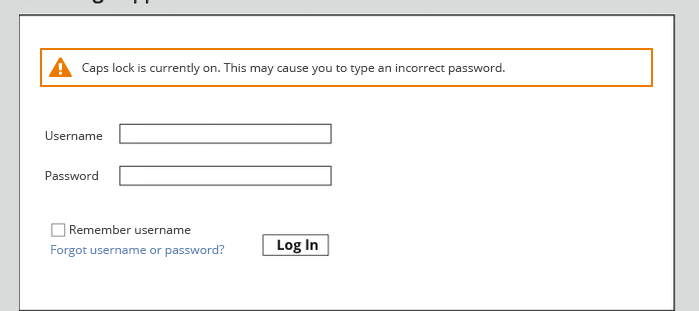 Caps lock is currently on. This may cause you to type an incorrect password.
Username
Password
Remember username
Forgot username or password?
Log In